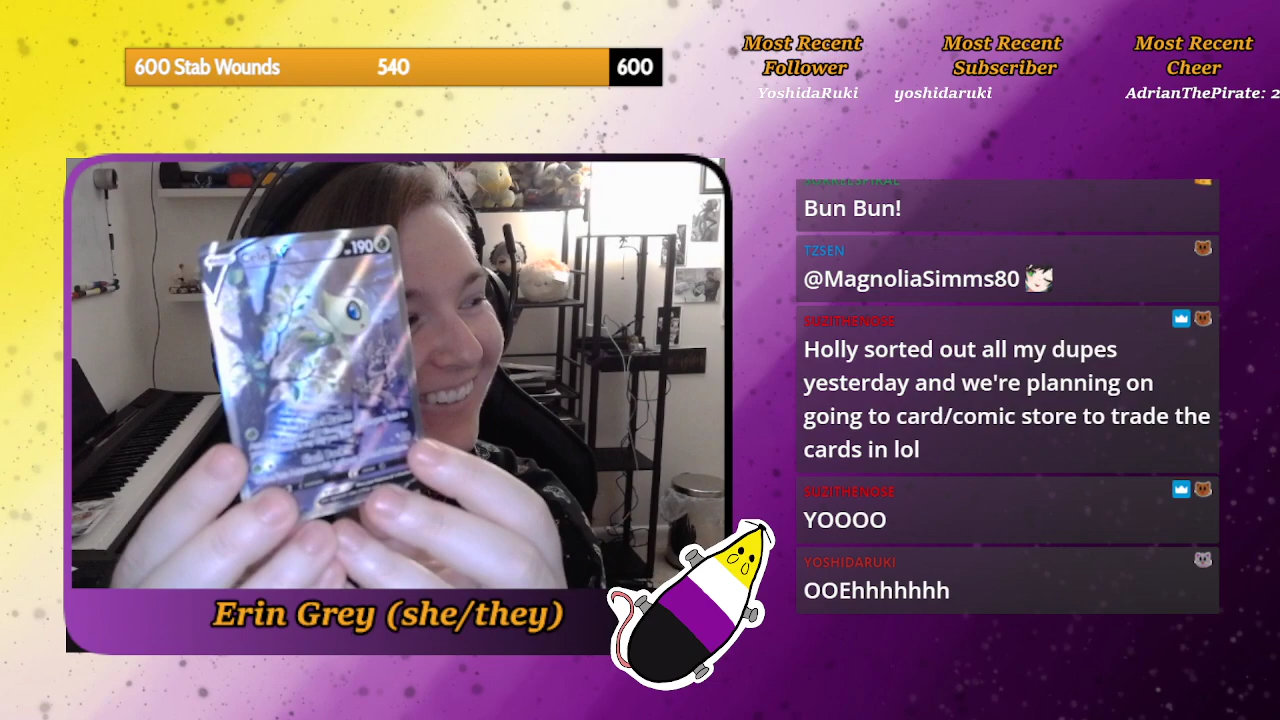 600 Stab Wounds 540 600
Most Recent
Follower
YoshidaRuki
Most Recent
Subscriber
yoshidaruki
Most Recent
Cheer
AdrianThePirate: 2
190
Bun Bun!
TZSEN
@MagnoliaSimms80
SUZITHENOSE
Holly sorted out all my dupes
yesterday and we're planning on
going to card/comic store to trade the
cards in lol
SUZITHENOSE
YOOOO
YOSHIDARUKI
OOEhhhhhhh
Erin Grey (she/they)